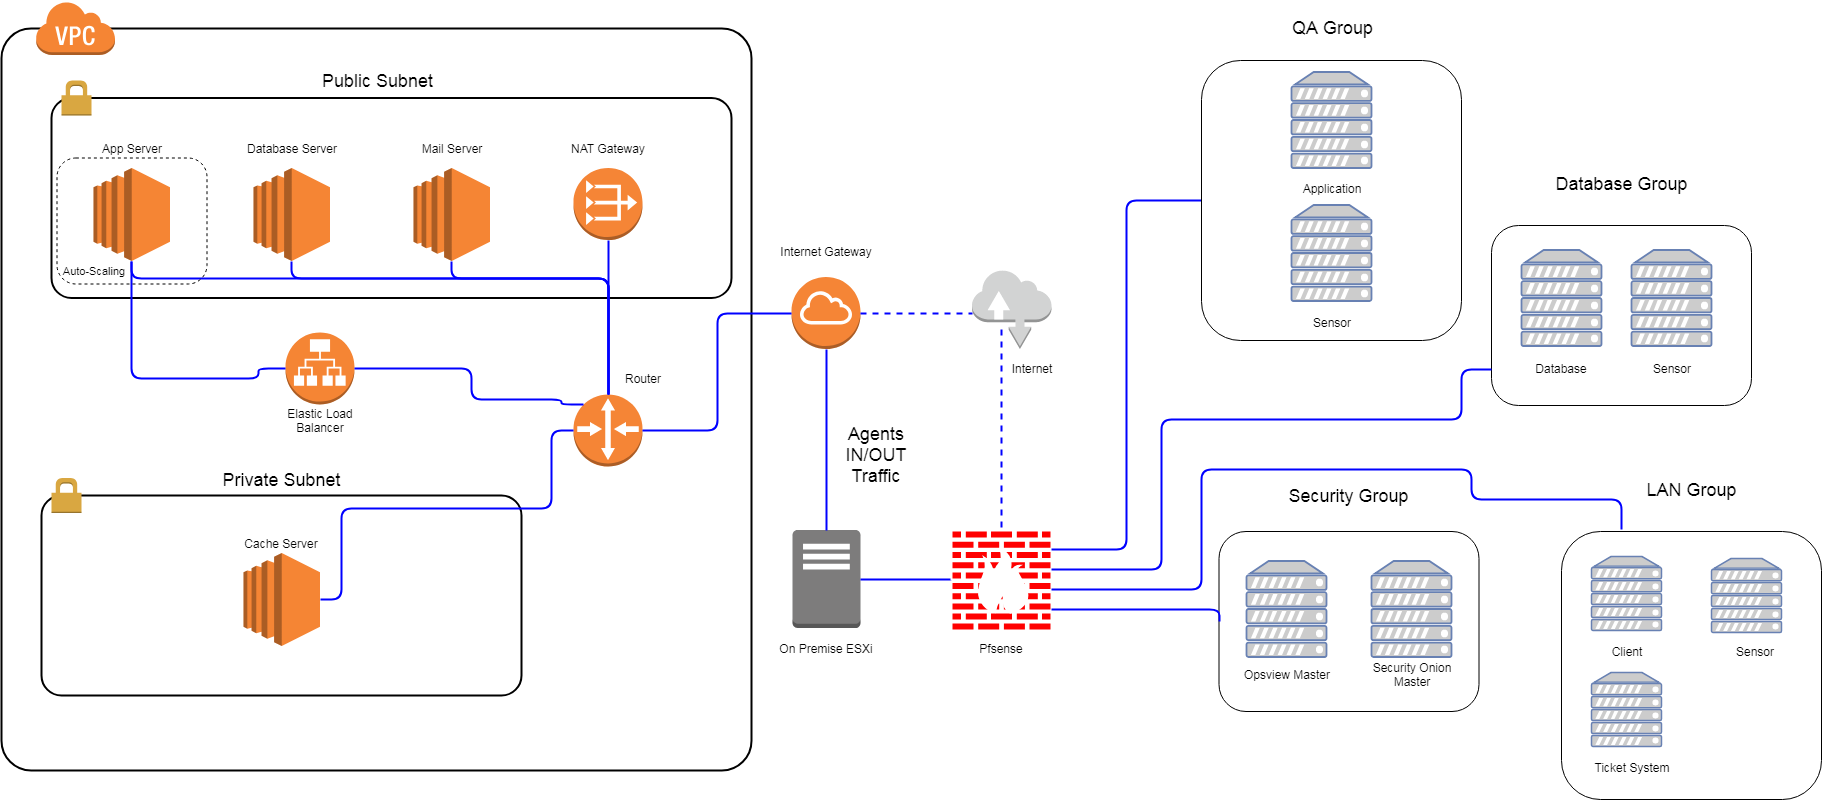 VPC
Public Subnet
App Server
Database Server
Mail Server
NAT Gateway
Auto-Scaling
Elastic Load
Balancer
Router
Private Subnet
Cache Server
Internet Gateway
Internet
Agents
IN/OUT
Traffic
On Premise ESXi
Pfsense
QA Group
Application
Sensor
Database Group
Database
Sensor
Security Group
Opsview Master
Security Onion
Master
LAN Group
Client
Sensor
Ticket System